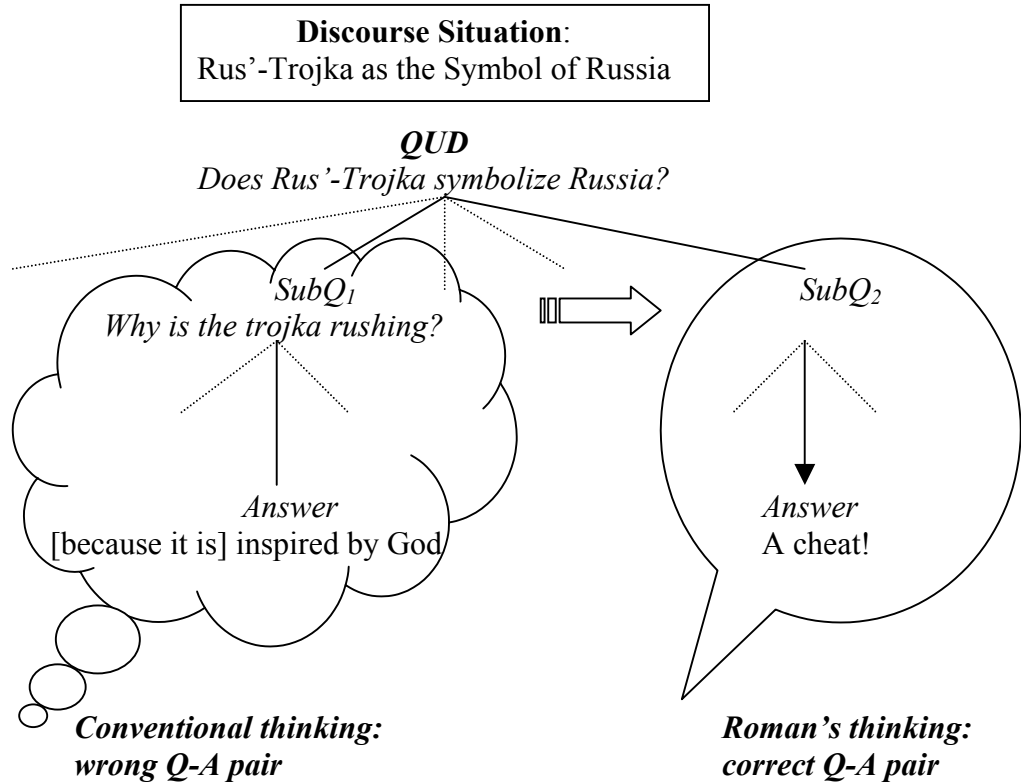 Discourse Situation:
Rus’-Trojka as the Symbol of Russia
QUD
Does Rus’-Trojka symbolize Russia?
SubQ1
Why is the trojka rushing?
Answer
[because it is] inspired by God
SubQ2
Answer
A cheat!
Conventional thinking:
wrong Q-A pair
Roman’s thinking:
correct Q-A pair